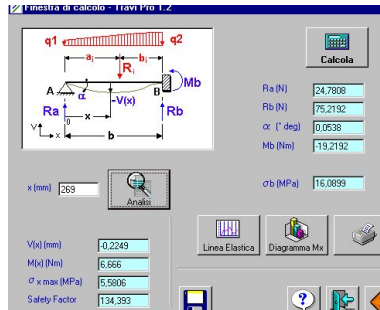 Finestra di calcolo - Travi Pro 1.2
q1
q2
ai
bi
Ri
Mb
A
α
B
Ra
-V(x)
Rb
0
x
V
x
b
Calcola
Ra (N) 24,7808
Rb (N) 75,2192
α (° deg) 0,0538
Mb (Nm) -19,2192
σb (MPa) 16,0899
x (mm) 269
Analisi
Linea Elastica
Diagramma Mx
V(x) (mm) -0,2249
M(x) (Nm) 6,666
σ x max (MPa) 5,5806
Safety Factor 134,393
?